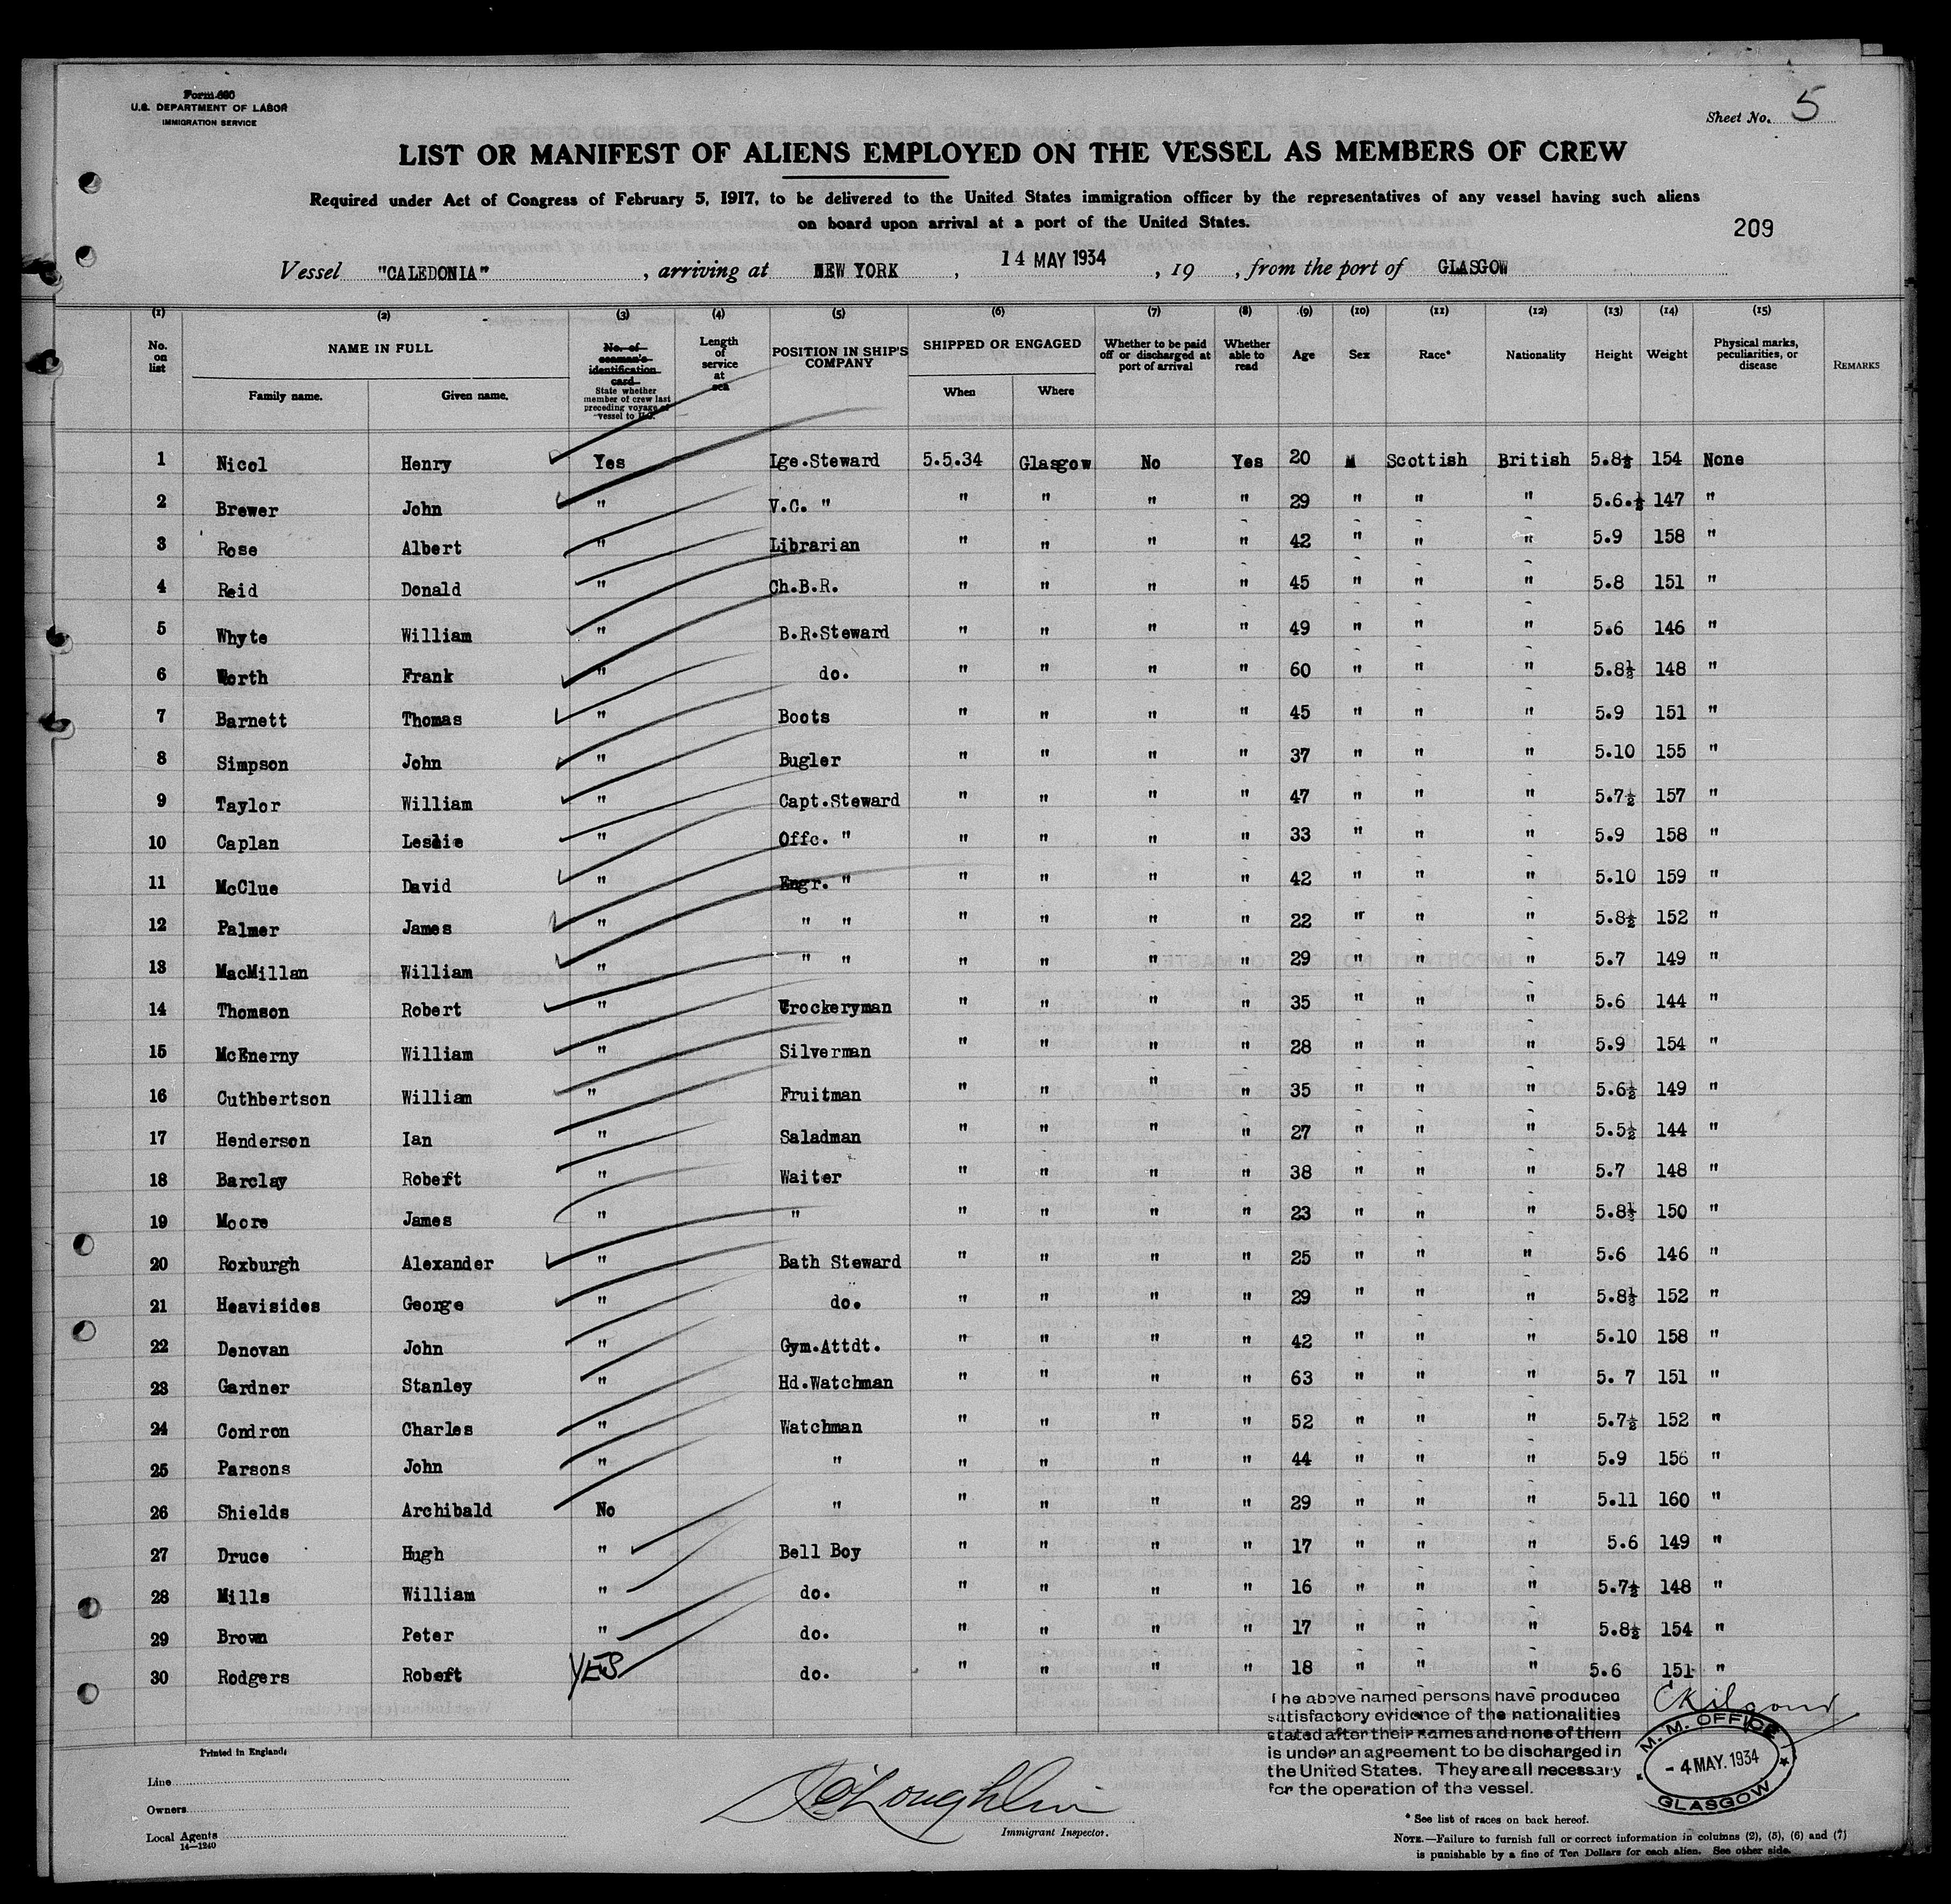 Form 680
U.S. DEPARTMENT OF LABOR
IMMIGRATION SERVICE
Sheet No. 5
LIST OR MANIFEST OF ALIENS EMPLOYED ON THE VESSEL AS MEMBERS OF CREW
Required under Act of Congress of February 5, 1917, to be delivered to the United States immigration officer by the representatives of any vessel having such aliens
on board upon arrival at a port of the United States.
209
Vessel "CALEDONIA", arriving at NEW YORK, 14 MAY 1934, 19 , from the port of GLASGOW
(1) (2) (3) (4) (5) (6) (7) (8) (9) (10) (11) (12) (13) (14) (15)
No. on list NAME IN FULL Family name. Given name. No. of seaman's identification card State whether member of crew last preceding voyage of vessel to U.S. Length of service at sea POSITION IN SHIP'S COMPANY SHIPPED OR ENGAGED When Where Whether to be paid off or discharged at port of arrival Whether able to read Age Sex Race* Nationality Height Weight Physical marks, peculiarities, or disease REMARKS
1 Nicol Henry Yes Lge.Steward 5.5.34 Glasgow No Yes 20 M Scottish British 5.8½ 154 None
2 Brewer John " V.C. " " " " " 29 " " " 5.6.½ 147 "
3 Rose Albert " Librarian " " " " 42 " " " 5.9 158 "
4 Reid Donald " Ch.B.R. " " " " 45 " " " 5.8 151 "
5 Whyte William " B.R.Steward " " " " 49 " " " 5.6 146 "
6 Worth Frank " do. " " " " 60 " " " 5.8½ 148 "
7 Barnett Thomas " Boots " " " " 45 " " " 5.9 151 "
8 Simpson John " Bugler " " " " 37 " " " 5.10 155 "
9 Taylor William " Capt.Steward " " " " 47 " " " 5.7½ 157 "
10 Caplan Leslie " Offc. " " " " " 33 " " " 5.9 158 "
11 McClue David " Engr. " " " " " 42 " " " 5.10 159 "
12 Palmer James " " " " " " " 22 " " " 5.8½ 152 "
13 MacMillan William " " " " " " " 29 " " " 5.7 149 "
14 Thomson Robert " Crockeryman " " " " 35 " " " 5.6 144 "
15 McEnerny William " Silverman " " " " 28 " " " 5.9 154 "
16 Cuthbertson William " Fruitman " " " " 35 " " " 5.6½ 149 "
17 Henderson Ian " Saladman " " " " 27 " " " 5.5½ 144 "
18 Barclay Robert " Waiter " " " " 38 " " " 5.7 148 "
19 Moore James " " " " " " 23 " " " 5.8½ 150 "
20 Roxburgh Alexander " Bath Steward " " " " 25 " " " 5.6 146 "
21 Heavisides George " do. " " " " 29 " " " 5.8½ 152 "
22 Denovan John " Gym.Attdt. " " " " 42 " " " 5.10 158 "
23 Gardner Stanley " Hd.Watchman " " " " 63 " " " 5. 7 151 "
24 Condron Charles " Watchman " " " " 52 " " " 5.7½ 152 "
25 Parsons John " " " " " " 44 " " " 5.9 156 "
26 Shields Archibald No " " " " " 29 " " " 5.11 160 "
27 Druce Hugh " Bell Boy " " " " 17 " " " 5.6 149 "
28 Mills William " do. " " " " 16 " " " 5.7½ 148 "
29 Brown Peter " do. " " " " 17 " " " 5.8½ 154 "
30 Rodgers Robert YES do. " " " " 18 " " " 5.6 151 "
The above named persons have produced
satisfactory evidence of the nationalities
stated after their names and none of them
is under an agreement to be discharged in
the United States. They are all necessary
for the operation of the vessel.
CKilgour
M. M. OFFICE
- 4 MAY. 1934
GLASGOW
Printed in England.
Line
Owners
Local Agents
14—1240
O'Loughlin
Immigrant Inspector.
* See list of races on back hereof.
NOTE.—Failure to furnish full or correct information in columns (2), (5), (6) and (7)
is punishable by a fine of Ten Dollars for each alien. See other side.